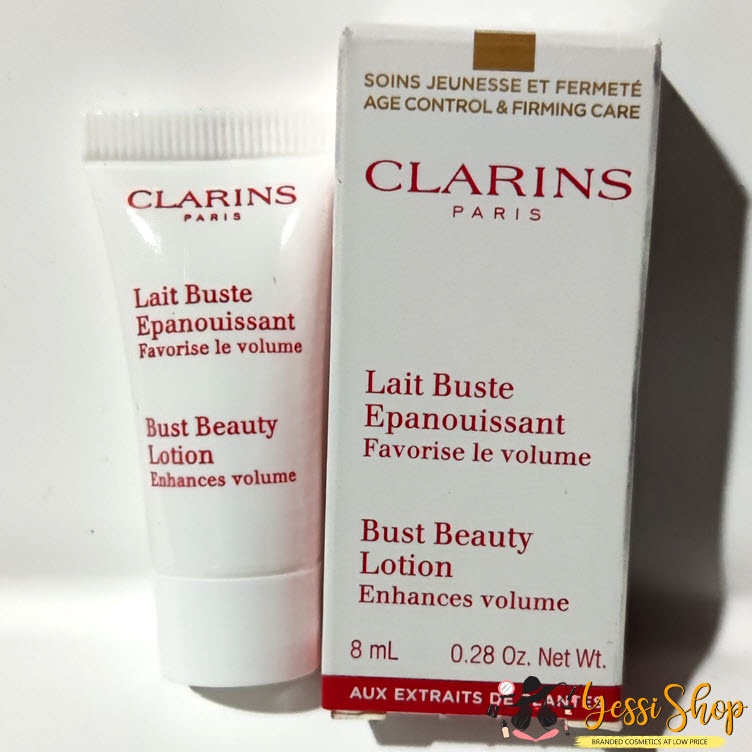 CLARINS
PARIS
Lait Buste
Epanouissant
Favorise le volume
Bust Beauty
Lotion
Enhances volume
SOINS JEUNESSE ET FERMETÉ
AGE CONTROL & FIRMING CARE
CLARINS
PARIS
Lait Buste
Epanouissant
Favorise le volume
Bust Beauty
Lotion
Enhances volume
8 mL 0.28 Oz. Net Wt.
AUX EXTRAITS DE PLANTES
Yessi Shop
BRANDED COSMETICS AT LOW PRICE